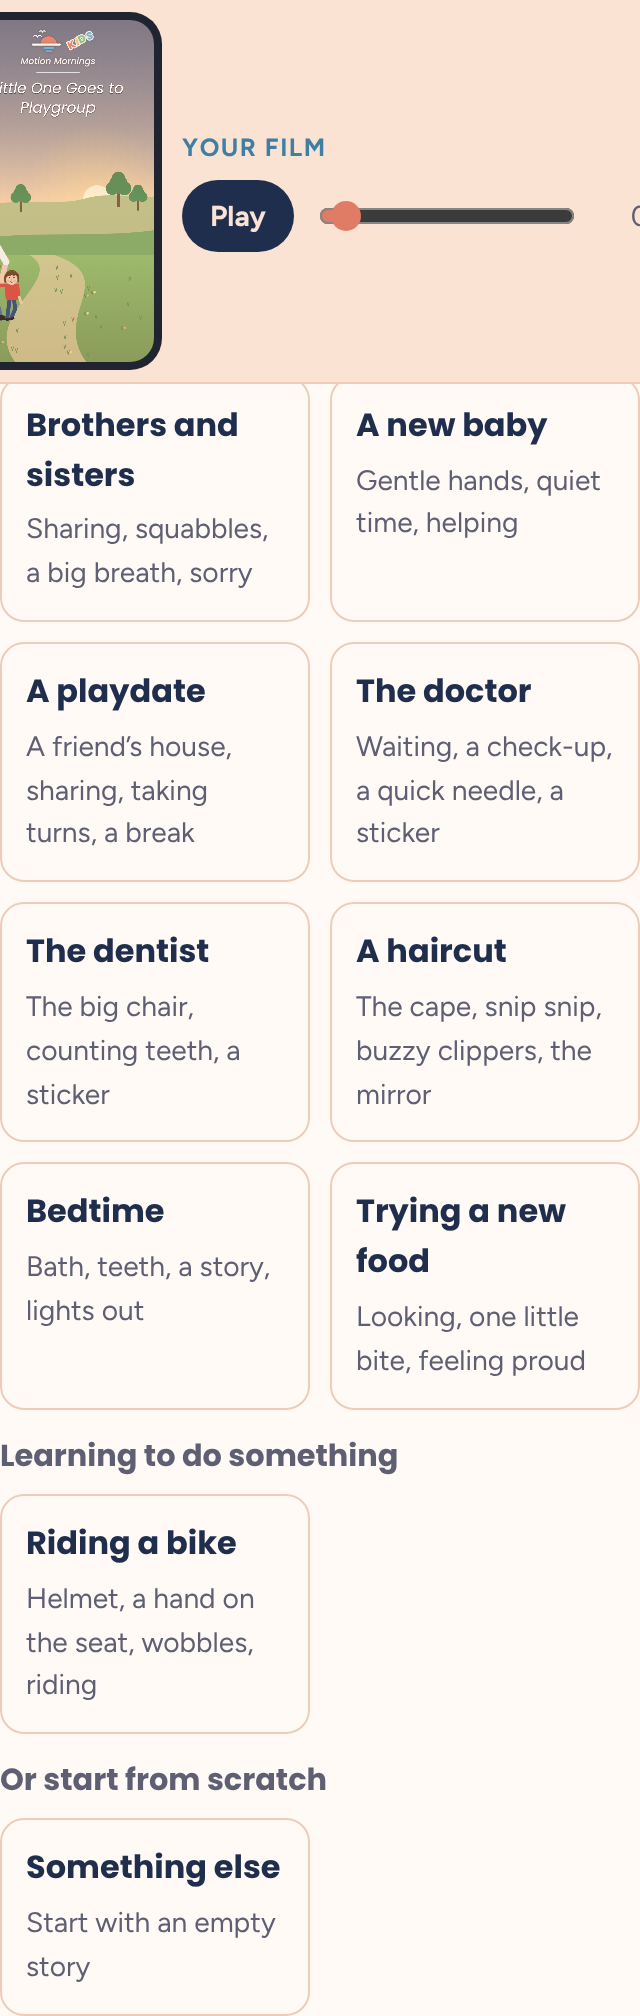 KIDS
Motion Mornings
ittle One Goes to
Playgroup
YOUR FILM
Play
Brothers and
sisters
Sharing, squabbles,
a big breath, sorry
A new baby
Gentle hands, quiet
time, helping
A playdate
A friend’s house,
sharing, taking
turns, a break
The doctor
Waiting, a check-up,
a quick needle, a
sticker
The dentist
The big chair,
counting teeth, a
sticker
A haircut
The cape, snip snip,
buzzy clippers, the
mirror
Bedtime
Bath, teeth, a story,
lights out
Trying a new
food
Looking, one little
bite, feeling proud
Learning to do something
Riding a bike
Helmet, a hand on
the seat, wobbles,
riding
Or start from scratch
Something else
Start with an empty
story